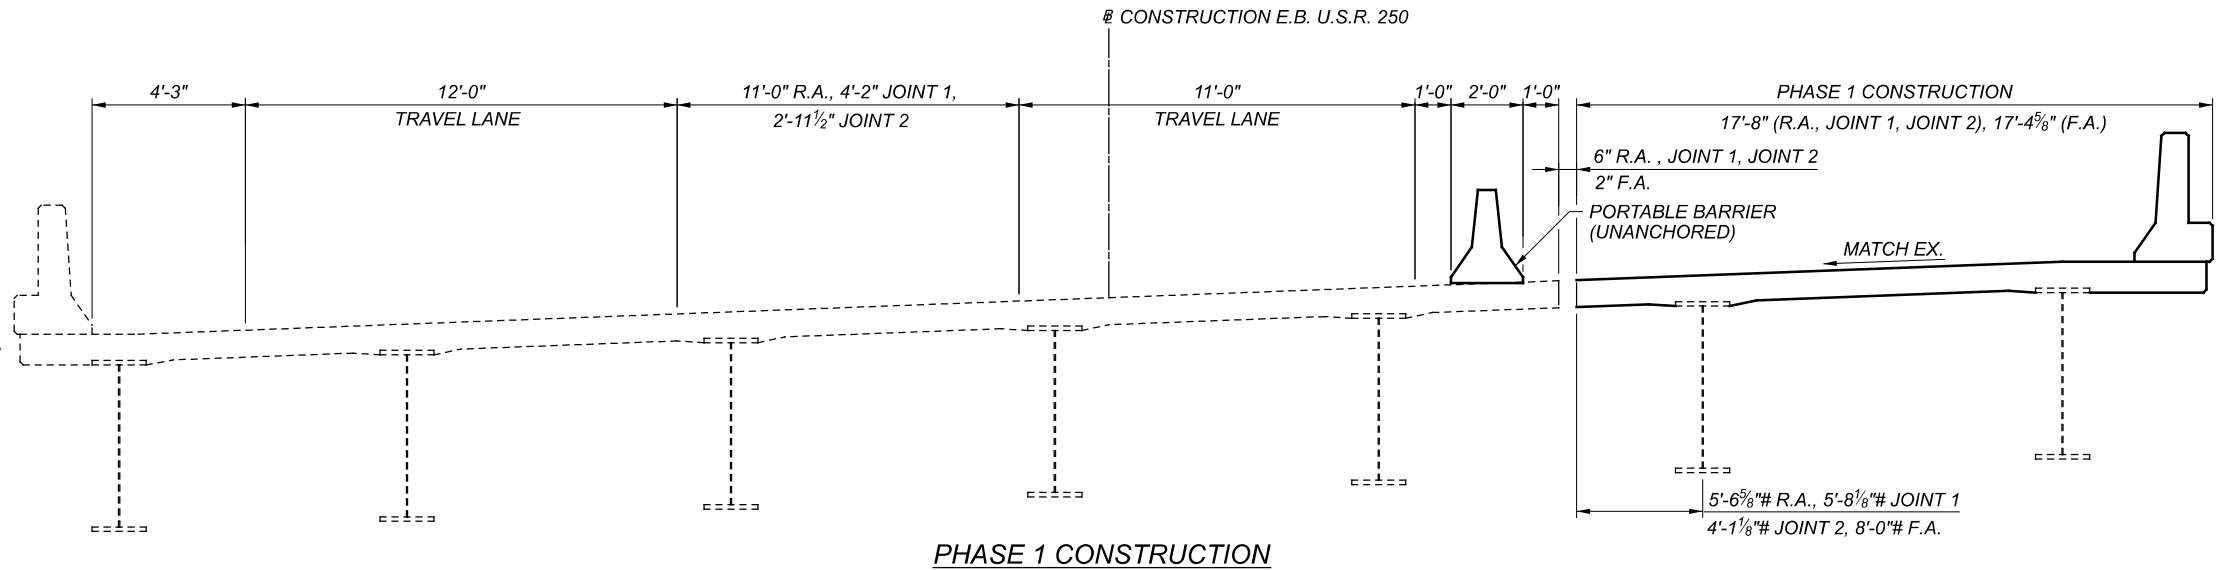 ℄ CONSTRUCTION E.B. U.S.R. 250
4'-3"
12'-0"
TRAVEL LANE
11'-0" R.A., 4'-2" JOINT 1,
2'-11½" JOINT 2
11'-0"
TRAVEL LANE
1'-0"
2'-0"
1'-0"
PHASE 1 CONSTRUCTION
17'-8" (R.A., JOINT 1, JOINT 2), 17'-4⅝" (F.A.)
6" R.A. , JOINT 1, JOINT 2
2" F.A.
PORTABLE BARRIER
(UNANCHORED)
MATCH EX.
5'-6⅝"# R.A., 5'-8⅛"# JOINT 1
4'-1⅛"# JOINT 2, 8'-0"# F.A.
PHASE 1 CONSTRUCTION